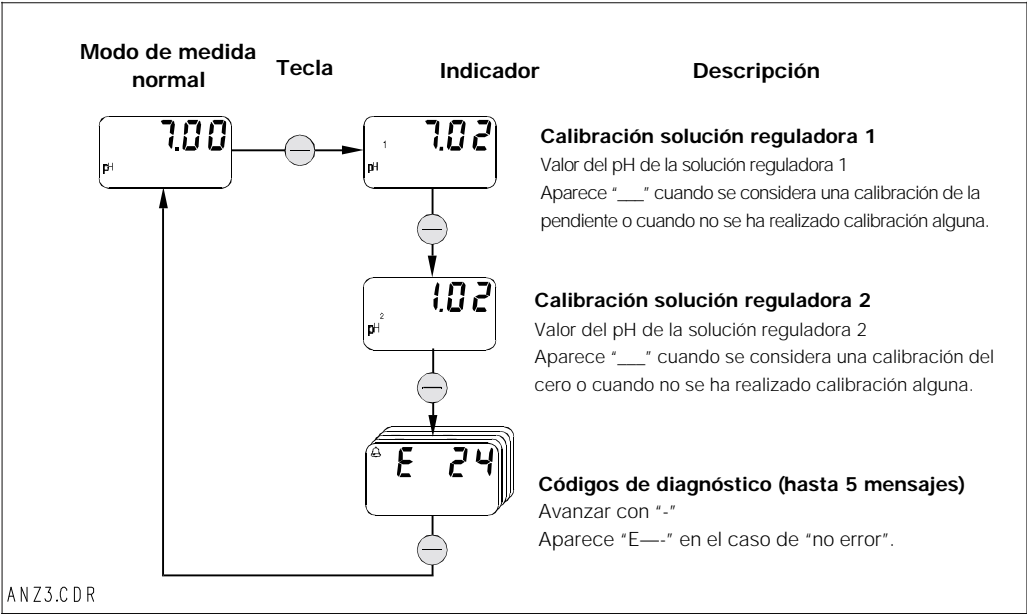 Modo de medida
normal
Tecla
Indicador
Descripción
7.00
pH
7.02
1
pH
Calibración solución reguladora 1
Valor del pH de la solución reguladora 1
Aparece “___” cuando se considera una calibración de la
pendiente o cuando no se ha realizado calibración alguna.
1.02
2
pH
Calibración solución reguladora 2
Valor del pH de la solución reguladora 2
Aparece “___” cuando se considera una calibración del
cero o cuando no se ha realizado calibración alguna.
E 24
Códigos de diagnóstico (hasta 5 mensajes)
Avanzar con “-”
Aparece “E—-” en el caso de “no error”.
ANZ3.CDR